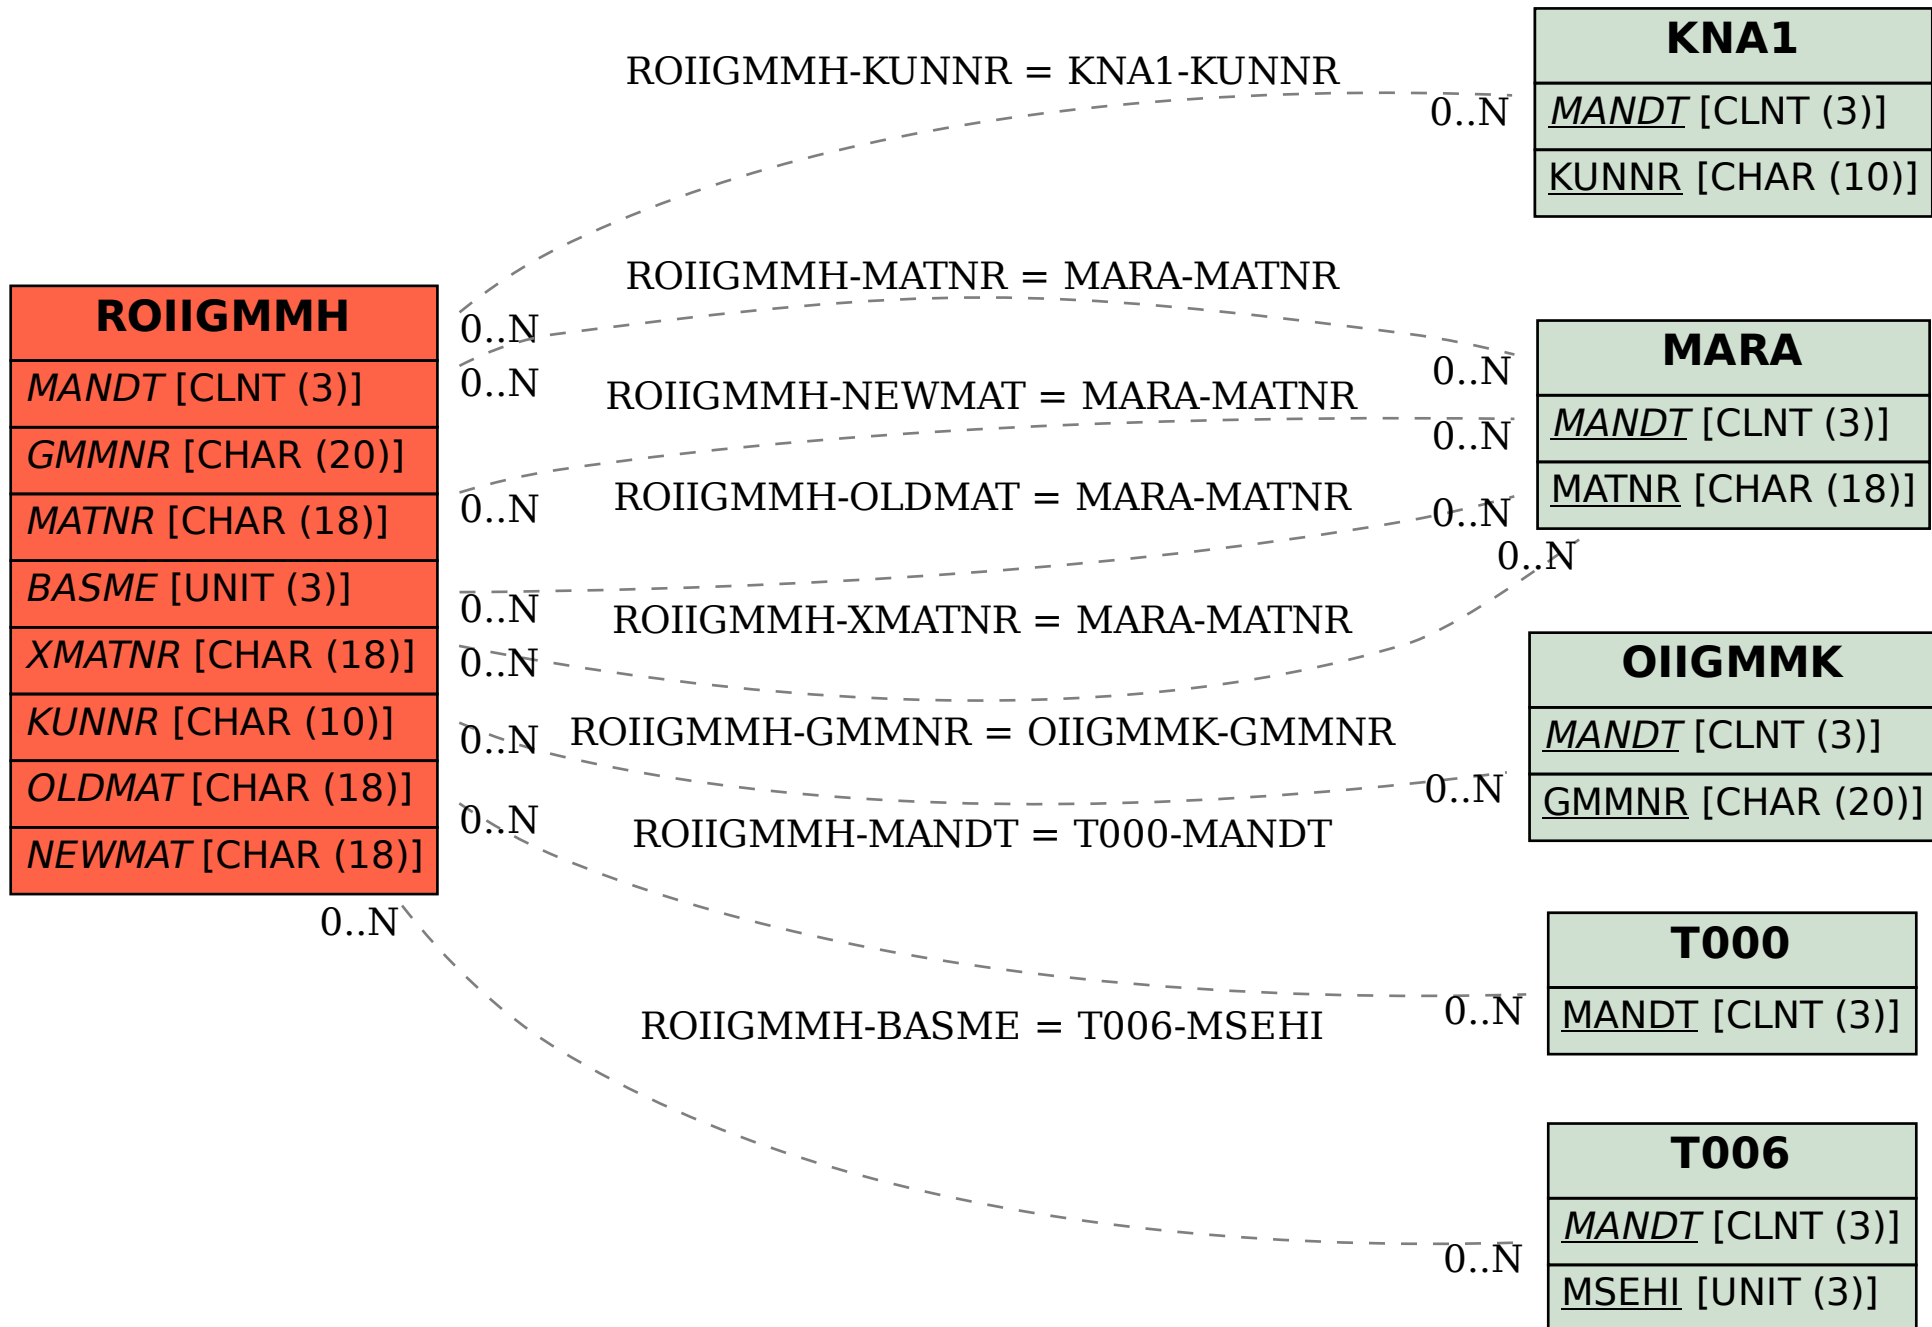 KNA1
MANDT [CLNT (3)]
KUNNR [CHAR (10)]
ROIIGMMH-KUNNR = KNA1-KUNNR
0..N
0..N
ROIIGMMH
MANDT [CLNT (3)]
GMMNR [CHAR (20)]
MATNR [CHAR (18)]
BASME [UNIT (3)]
XMATNR [CHAR (18)]
KUNNR [CHAR (10)]
OLDMAT [CHAR (18)]
NEWMAT [CHAR (18)]
ROIIGMMH-MATNR = MARA-MATNR
0..N
0..N
ROIIGMMH-NEWMAT = MARA-MATNR
0..N
0..N
ROIIGMMH-OLDMAT = MARA-MATNR
0..N
0..N
ROIIGMMH-XMATNR = MARA-MATNR
0..N
0..N
MARA
MANDT [CLNT (3)]
MATNR [CHAR (18)]
ROIIGMMH-GMMNR = OIIGMMK-GMMNR
0..N
0..N
OIIGMMK
MANDT [CLNT (3)]
GMMNR [CHAR (20)]
ROIIGMMH-MANDT = T000-MANDT
0..N
0..N
T000
MANDT [CLNT (3)]
ROIIGMMH-BASME = T006-MSEHI
0..N
0..N
T006
MANDT [CLNT (3)]
MSEHI [UNIT (3)]